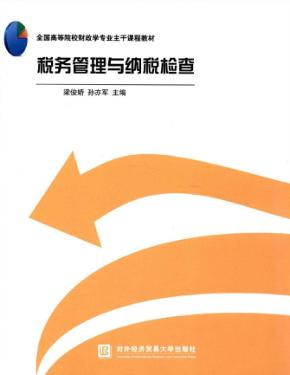 全国高等院校财政学专业主干课程教材
税务管理与纳税检查
梁俊娇 孙亦军 主编
对外经济贸易大学出版社